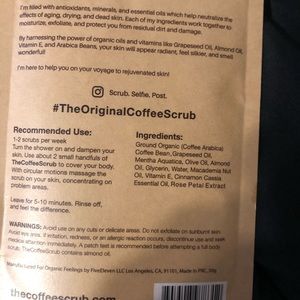 I'm filled with antioxidants, minerals, and essential oils which help neutralize the
effects of aging, drying, and dead skin. Each of my ingredients work together to
moisturize, exfoliate, and protect you from residual dirt and damage.
By harnessing the power of organic oils and vitamins like Grapeseed Oil, Almond Oil,
Vitamin E, and Arabica Beans, your skin will appear radiant, feel silkier, and smell
wonderful!
I'm here to help you on your voyage to rejuvenated skin!
Scrub. Selfie. Post.
#TheOriginalCoffeeScrub
Recommended Use:
1-2 scrubs per week
Turn the shower on and dampen your
skin. Use about 2 small handfuls of
TheCoffeeScrub to cover your body.
With circular motions massage the
scrub on your skin, concentrating on
problem areas.
Leave for 5-10 minutes. Rinse off,
and feel the difference.
Ingredients:
Ground Organic (Coffee Arabica)
Coffee Bean, Grapeseed Oil,
Mentha Aquatica, Olive Oil, Almond
Oil, Glycerin, Water, Macademia Nut
Oil, Vitamin E, Cinnamon Cassia
Essential Oil, Rose Petal Extract
WARNINGS: Avoid use on any cuts or delicate areas. Do not exfoliate on sunburnt skin.
Avoid eye area. If irritation, redness, or an allergic reaction occurs, discontinue use and seek
medical attention immediately. A patch test is recommended before attempting a full body
scrub. TheCoffeeScrub contains almond oil.
Manufactured For Organic Feelings by FiveEleven LLC Los Angeles, CA, 91101, Made In PRC,
thecoffeescrub.com